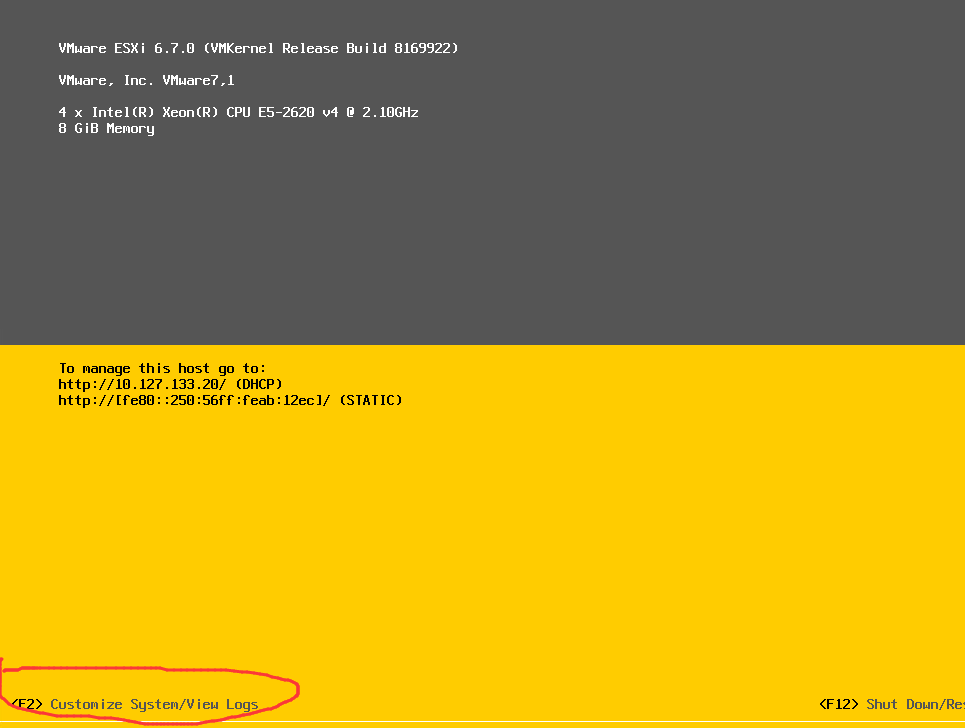 VMware ESXi 6.7.0 (VMKernel Release Build 8169922)
VMware, Inc. VMware7,1
4 x Intel(R) Xeon(R) CPU E5-2620 v4 @ 2.10GHz
8 GiB Memory
To manage this host go to:
http://10.127.133.20/ (DHCP)
http://[fe80::250:56ff:feab:12ec]/ (STATIC)
<F2> Customize System/View Logs
<F12> Shut Down/Res